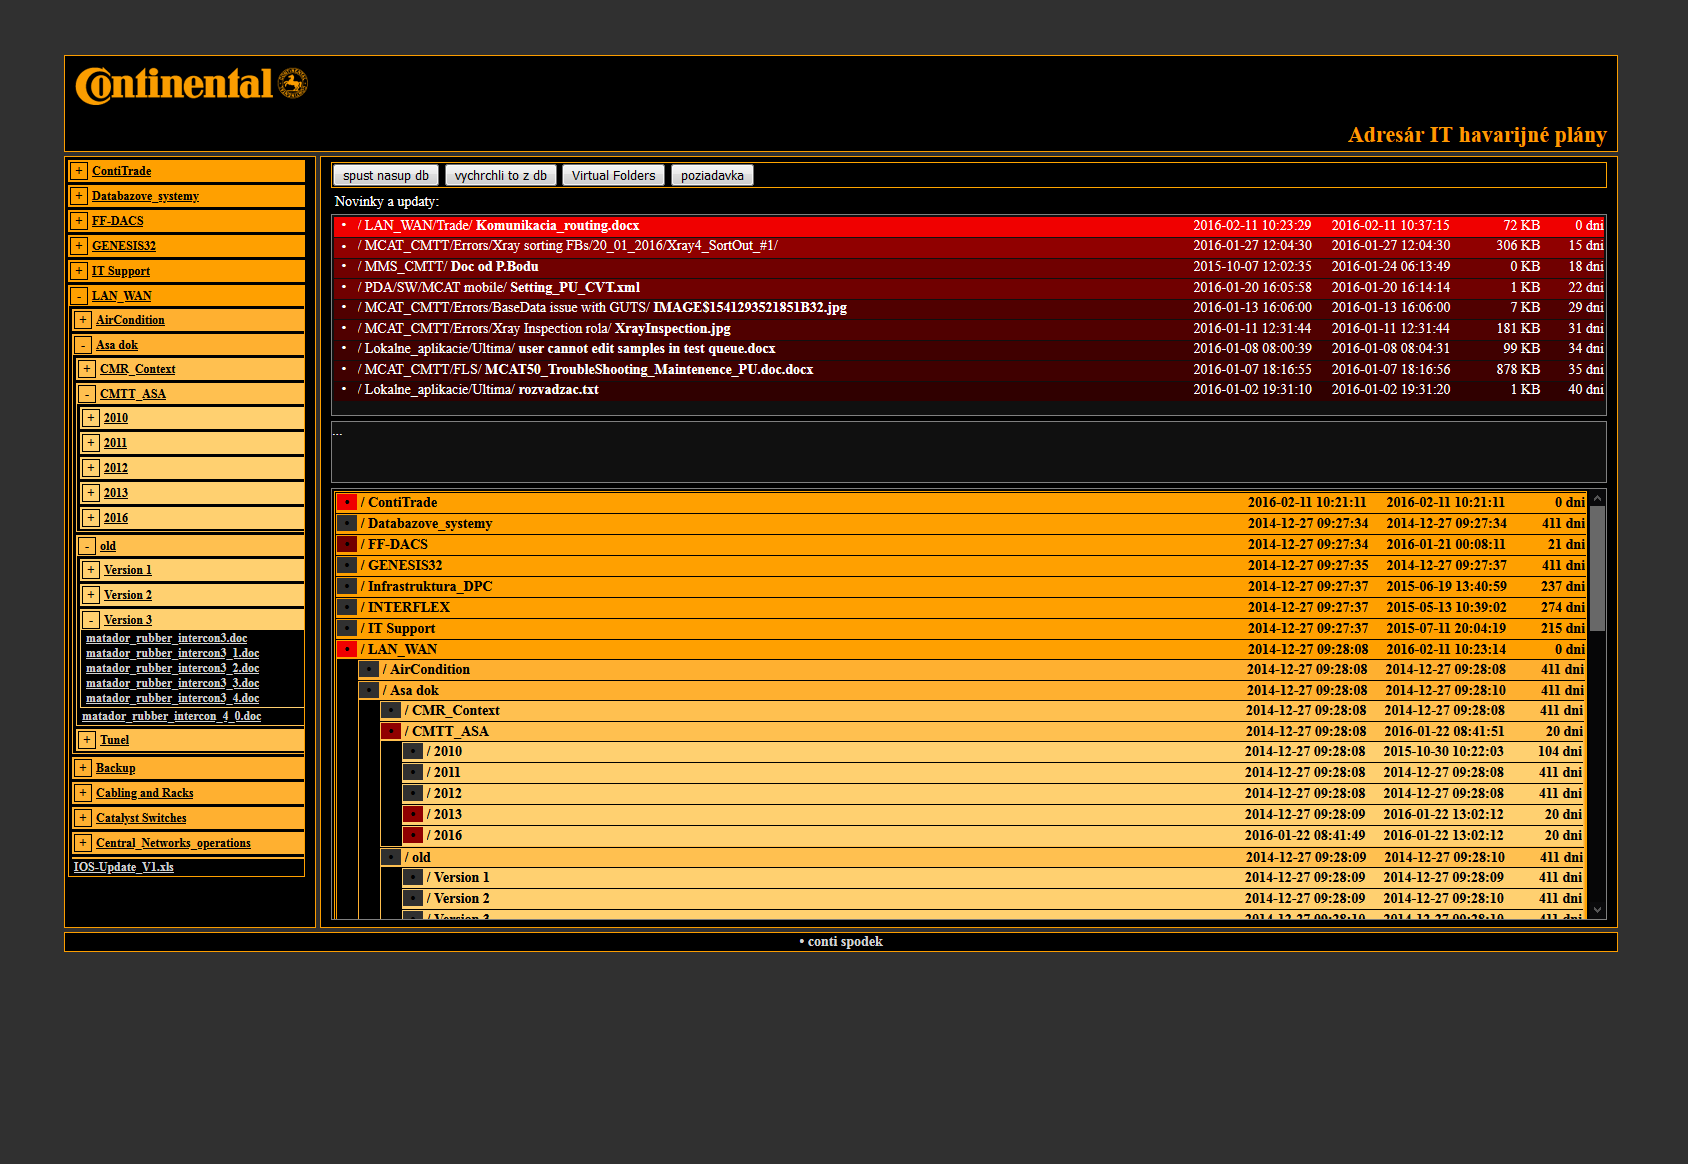 Continental
Adresár IT havarijné plány
+ ContiTrade
+ Databazove_systemy
+ FF-DACS
+ GENESIS32
+ IT Support
- LAN_WAN
+ AirCondition
- Asa dok
+ CMR_Context
- CMTT_ASA
+ 2010
+ 2011
+ 2012
+ 2013
+ 2016
- old
+ Version 1
+ Version 2
- Version 3
matador_rubber_intercon3.doc
matador_rubber_intercon3_1.doc
matador_rubber_intercon3_2.doc
matador_rubber_intercon3_3.doc
matador_rubber_intercon3_4.doc
matador_rubber_intercon_4_0.doc
+ Tunel
+ Backup
+ Cabling and Racks
+ Catalyst Switches
+ Central_Networks_operations
IOS-Update_V1.xls
spust nasup db vychrchli to z db Virtual Folders poziadavka
Novinky a updaty:
• / LAN_WAN/Trade/ Komunikacia_routing.docx 2016-02-11 10:23:29 2016-02-11 10:37:15 72 KB 0 dni
• / MCAT_CMTT/Errors/Xray sorting FBs/20_01_2016/Xray4_SortOut_#1/ 2016-01-27 12:04:30 2016-01-27 12:04:30 306 KB 15 dni
• / MMS_CMTT/ Doc od P.Bodu 2015-10-07 12:02:35 2016-01-24 06:13:49 0 KB 18 dni
• / PDA/SW/MCAT mobile/ Setting_PU_CVT.xml 2016-01-20 16:05:58 2016-01-20 16:14:14 1 KB 22 dni
• / MCAT_CMTT/Errors/BaseData issue with GUTS/ IMAGE$1541293521851B32.jpg 2016-01-13 16:06:00 2016-01-13 16:06:00 7 KB 29 dni
• / MCAT_CMTT/Errors/Xray Inspection rola/ XrayInspection.jpg 2016-01-11 12:31:44 2016-01-11 12:31:44 181 KB 31 dni
• / Lokalne_aplikacie/Ultima/ user cannot edit samples in test queue.docx 2016-01-08 08:00:39 2016-01-08 08:04:31 99 KB 34 dni
• / MCAT_CMTT/FLS/ MCAT50_TroubleShooting_Maintenence_PU.doc.docx 2016-01-07 18:16:55 2016-01-07 18:16:56 878 KB 35 dni
• / Lokalne_aplikacie/Ultima/ rozvadzac.txt 2016-01-02 19:31:10 2016-01-02 19:31:20 1 KB 40 dni
...
• / ContiTrade 2016-02-11 10:21:11 2016-02-11 10:21:11 0 dni
• / Databazove_systemy 2014-12-27 09:27:34 2014-12-27 09:27:34 411 dni
• / FF-DACS 2014-12-27 09:27:34 2016-01-21 00:08:11 21 dni
• / GENESIS32 2014-12-27 09:27:35 2014-12-27 09:27:37 411 dni
• / Infrastruktura_DPC 2014-12-27 09:27:37 2015-06-19 13:40:59 237 dni
• / INTERFLEX 2014-12-27 09:27:37 2015-05-13 10:39:02 274 dni
• / IT Support 2014-12-27 09:27:37 2015-07-11 20:04:19 215 dni
• / LAN_WAN 2014-12-27 09:28:08 2016-02-11 10:23:14 0 dni
• / AirCondition 2014-12-27 09:28:08 2014-12-27 09:28:08 411 dni
• / Asa dok 2014-12-27 09:28:08 2014-12-27 09:28:10 411 dni
• / CMR_Context 2014-12-27 09:28:08 2014-12-27 09:28:08 411 dni
• / CMTT_ASA 2014-12-27 09:28:08 2016-01-22 08:41:51 20 dni
• / 2010 2014-12-27 09:28:08 2015-10-30 10:22:03 104 dni
• / 2011 2014-12-27 09:28:08 2014-12-27 09:28:08 411 dni
• / 2012 2014-12-27 09:28:08 2014-12-27 09:28:08 411 dni
• / 2013 2014-12-27 09:28:09 2016-01-22 13:02:12 20 dni
• / 2016 2016-01-22 08:41:49 2016-01-22 13:02:12 20 dni
• / old 2014-12-27 09:28:09 2014-12-27 09:28:10 411 dni
• / Version 1 2014-12-27 09:28:09 2014-12-27 09:28:09 411 dni
• / Version 2 2014-12-27 09:28:09 2014-12-27 09:28:10 411 dni
• / Version 3 2014-12-27 09:28:10 2014-12-27 09:28:10 411 dni
• conti spodek